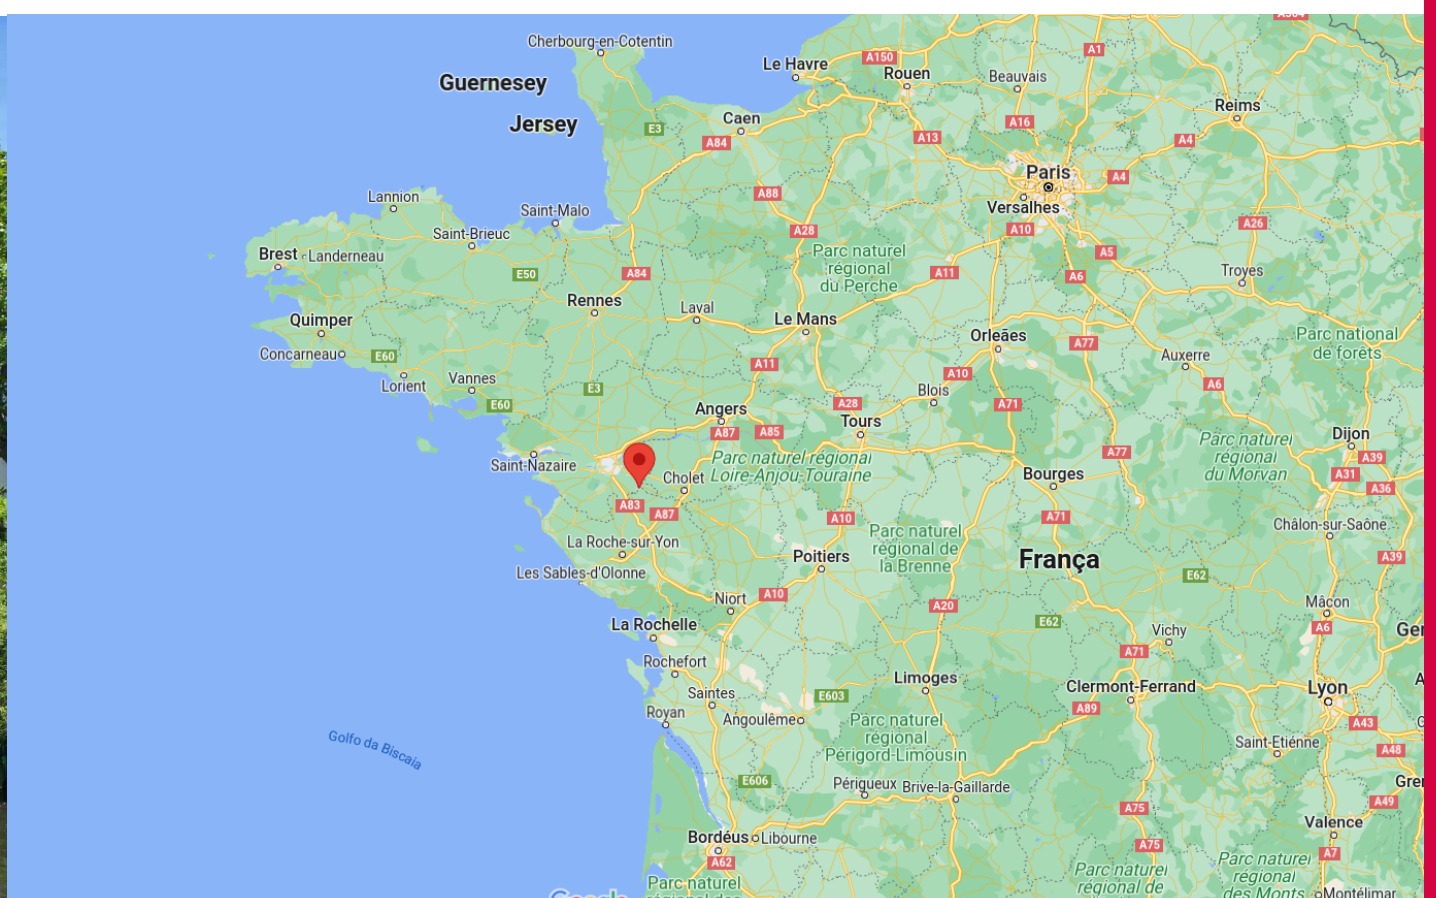 Cherbourg-en-Cotentin
Le Havre
A150
Rouen
A1
Beauvais
Guernesey
Reims
Jersey
E3
Caen
A84
A13
A16
A4
Paris
A4
Lannion
A88
Versalhes
Saint-Malo
A28
A10
A26
Saint-Brieuc
Brest
Landerneau
Parc naturel
régional
du Perche
A5
E50
A84
A11
A6
Troyes
Rennes
Laval
Le Mans
Quimper
Orleães
Parc national
de forêts
Concarneau
E60
A77
Auxerre
Lorient
Vannes
E3
A11
A10
A6
E60
Angers
A28
Blois
A71
A87
A85
Tours
Parc naturel
régional
du Morvan
Dijon
A39
Saint-Nazaire
Parc naturel régional
Loire-Anjou-Touraine
A77
A31
A36
Cholet
Bourges
A83
A87
A10
A71
Châlon-sur-Saône
La Roche-sur-Yon
Poitiers
Parc naturel
régional de
la Brenne
França
A39
Les Sables-d'Olonne
E62
Niort
A10
A20
Mâcon
La Rochelle
E62
Vichy
A6
Ger
A71
Rochefort
Limoges
Clermont-Ferrand
Lyon
Saintes
E603
A89
Royan
Angoulême
Parc naturel
régional
Périgord-Limousin
A43
Golfo da Biscaia
Saint-Etiénne
A48
E606
Périgueux
Brive-la-Gaillarde
Gre
A49
A75
Valence
Bordéus
Libourne
A75
A7
A62
Parc naturel
régional de
Parc naturel
régional
des Monts
Parc naturel
régional des
Montélimar
Google